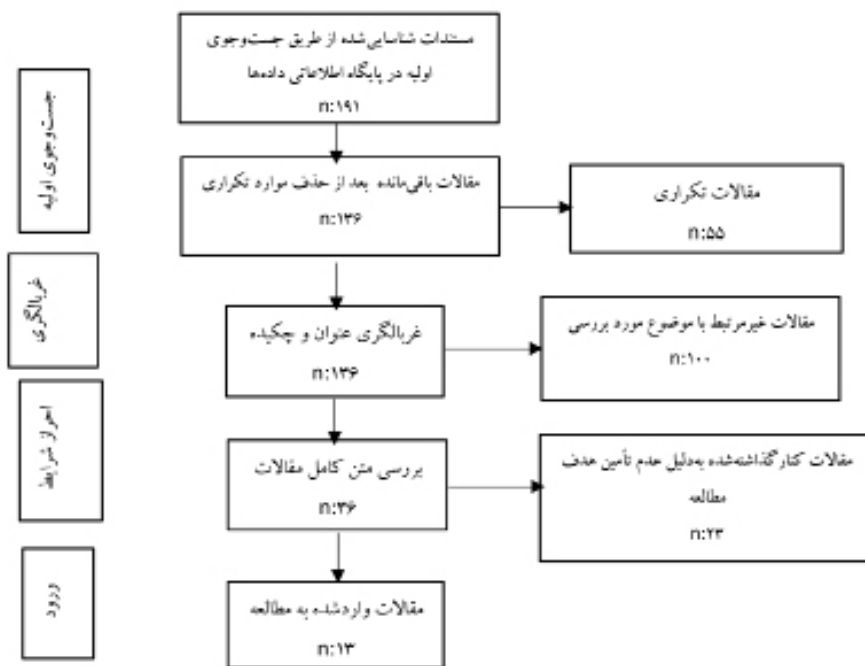 مستندات شناسایی‌شده از طریق جست‌وجوی
اولیه در پایگاه اطلاعاتی داده‌ها
n:۱۹۱
جست‌وجوی اولیه
مقالات باقی‌مانده بعد از حذف موارد تکراری
n:۱۳۶
مقالات تکراری
n:۵۵
غربالگری
غربالگری عنوان و چکیده
n:۱۳۶
مقالات غیرمرتبط با موضوع مورد بررسی
n:۱۰۰
احراز شرایط
بررسی متن کامل مقالات
n:۳۶
مقالات کنارگذاشته‌شده به‌دلیل عدم تأمین هدف
مطالعه
n:۲۳
ورود
مقالات واردشده به مطالعه
n:۱۳